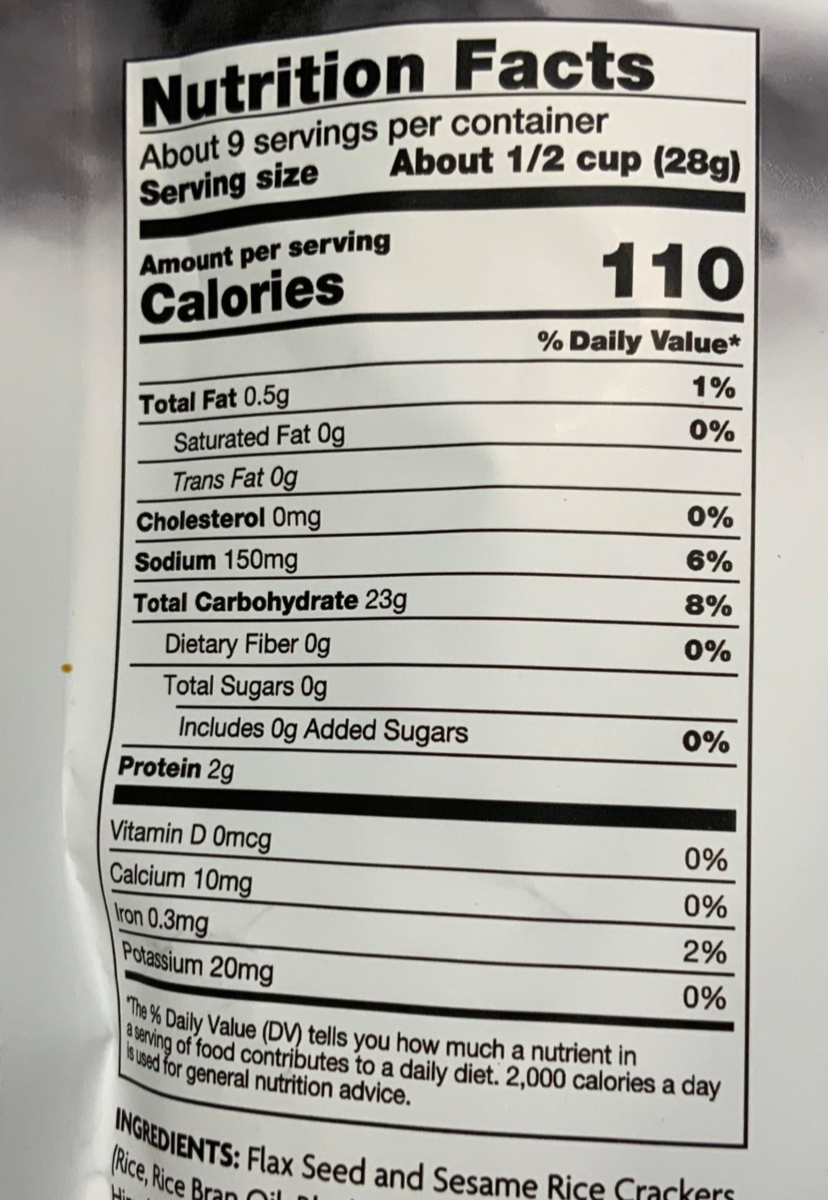 Nutrition Facts
About 9 servings per container
Serving size About 1/2 cup (28g)
Amount per serving
Calories 110
% Daily Value*
Total Fat 0.5g 1%
Saturated Fat 0g 0%
Trans Fat 0g
Cholesterol 0mg 0%
Sodium 150mg 6%
Total Carbohydrate 23g 8%
Dietary Fiber 0g 0%
Total Sugars 0g
Includes 0g Added Sugars 0%
Protein 2g
Vitamin D 0mcg 0%
Calcium 10mg 0%
Iron 0.3mg 2%
Potassium 20mg 0%
*The % Daily Value (DV) tells you how much a nutrient in
a serving of food contributes to a daily diet. 2,000 calories a day
is used for general nutrition advice.
INGREDIENTS: Flax Seed and Sesame Rice Crackers
(Rice, Rice Bran Oil,